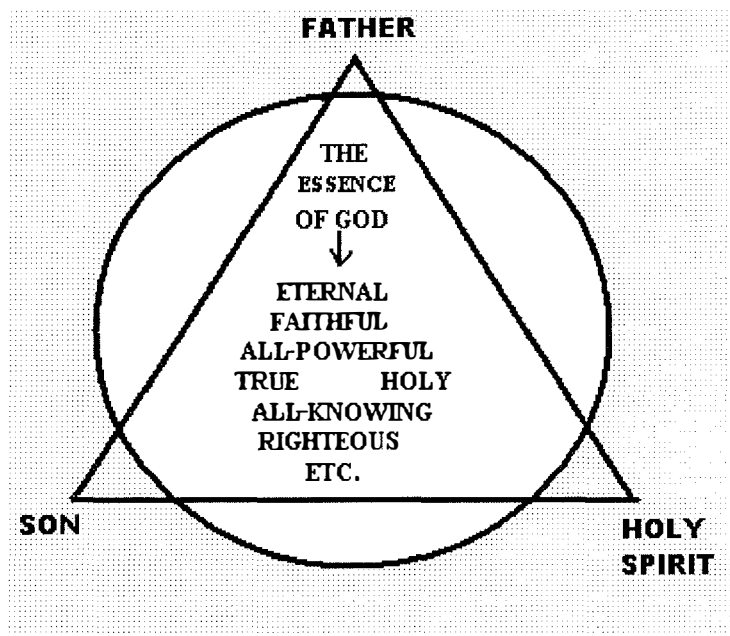 FATHER
THE
ESSENCE
OF GOD
ETERNAL
FAITHFUL
ALL-POWERFUL
TRUE HOLY
ALL-KNOWING
RIGHTEOUS
ETC.
SON
HOLY
SPIRIT